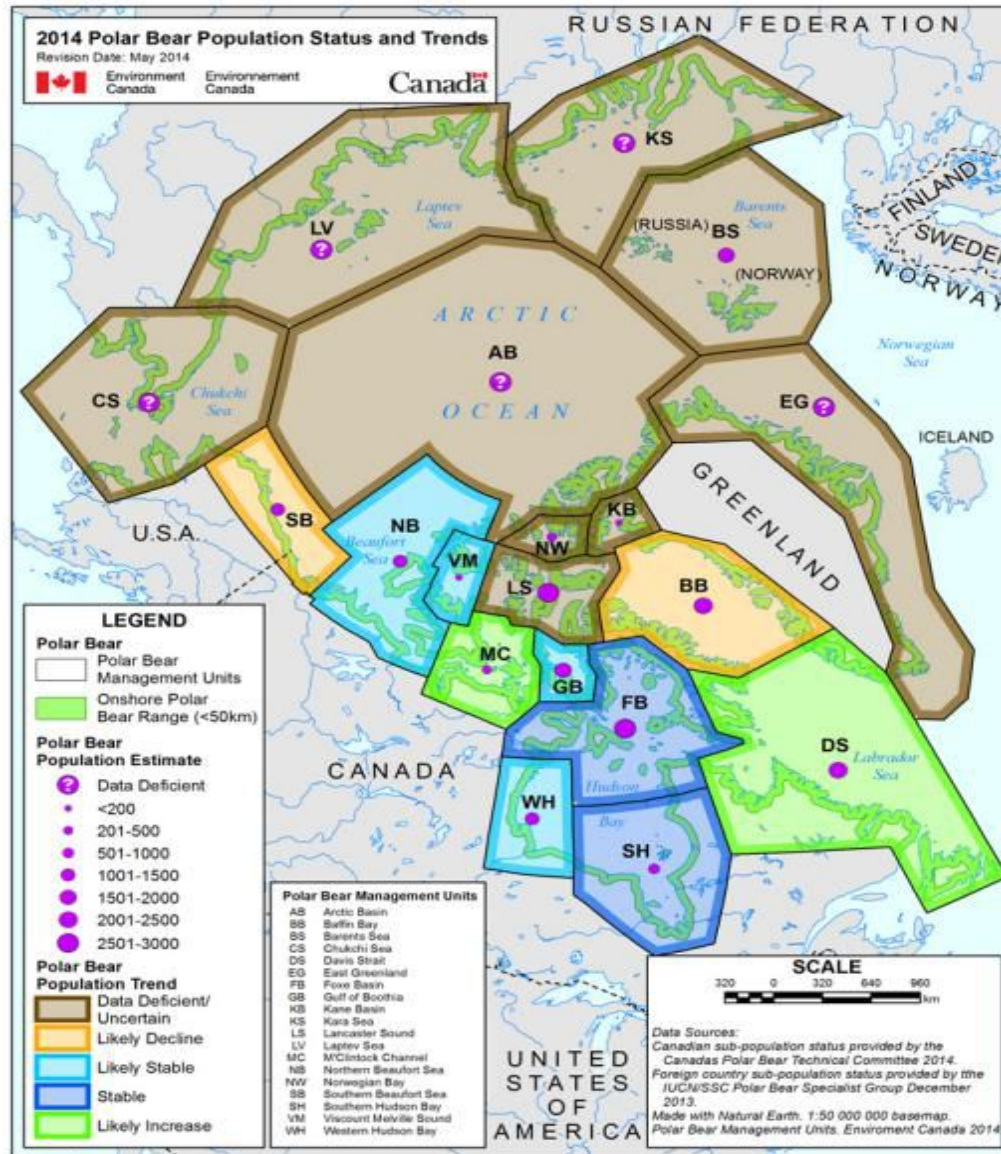 2014 Polar Bear Population Status and Trends
Revision Date: May 2014
Environment Canada
Environnement Canada
Canada
RUSSIAN FEDERATION
KS
?
Laptev Sea
LV
?
(RUSSIA)
Barents Sea
BS
(NORWAY)
FINLAND
SWEDEN
NORWAY
ARCTIC
AB
?
OCEAN
Norwegian Sea
CS
?
Chukchi Sea
EG
?
ICELAND
GREENLAND
U.S.A.
SB
NB
Beaufort Sea
VM
NW
KB
LS
BB
MC
GB
FB
DS
Labrador Sea
CANADA
Hudson
Bay
WH
SH
UNITED
STATES
OF
AMERICA
LEGEND
Polar Bear
Polar Bear
Management Units
Onshore Polar
Bear Range (<50km)
Polar Bear
Population Estimate
? Data Deficient
<200
201-500
501-1000
1001-1500
1501-2000
2001-2500
2501-3000
Polar Bear
Population Trend
Data Deficient/
Uncertain
Likely Decline
Likely Stable
Stable
Likely Increase
Polar Bear Management Units
AB Arctic Basin
BB Baffin Bay
BS Barents Sea
CS Chukchi Sea
DS Davis Strait
EG East Greenland
FB Foxe Basin
GB Gulf of Boothia
KB Kane Basin
KS Kara Sea
LS Lancaster Sound
LV Laptev Sea
MC M'Clintock Channel
NB Northern Beaufort Sea
NW Norwegian Bay
SB Southern Beaufort Sea
SH Southern Hudson Bay
VM Viscount Melville Sound
WH Western Hudson Bay
SCALE
320 0 320 640 960
km
Data Sources:
Canadian sub-population status provided by the
Canadas Polar Bear Technical Committee 2014.
Foreign country sub-population status provided by tthe
IUCN/SSC Polar Bear Specialist Group December
2013.
Made with Natural Earth. 1:50 000 000 basemap.
Polar Bear Management Units. Enviroment Canada 2014